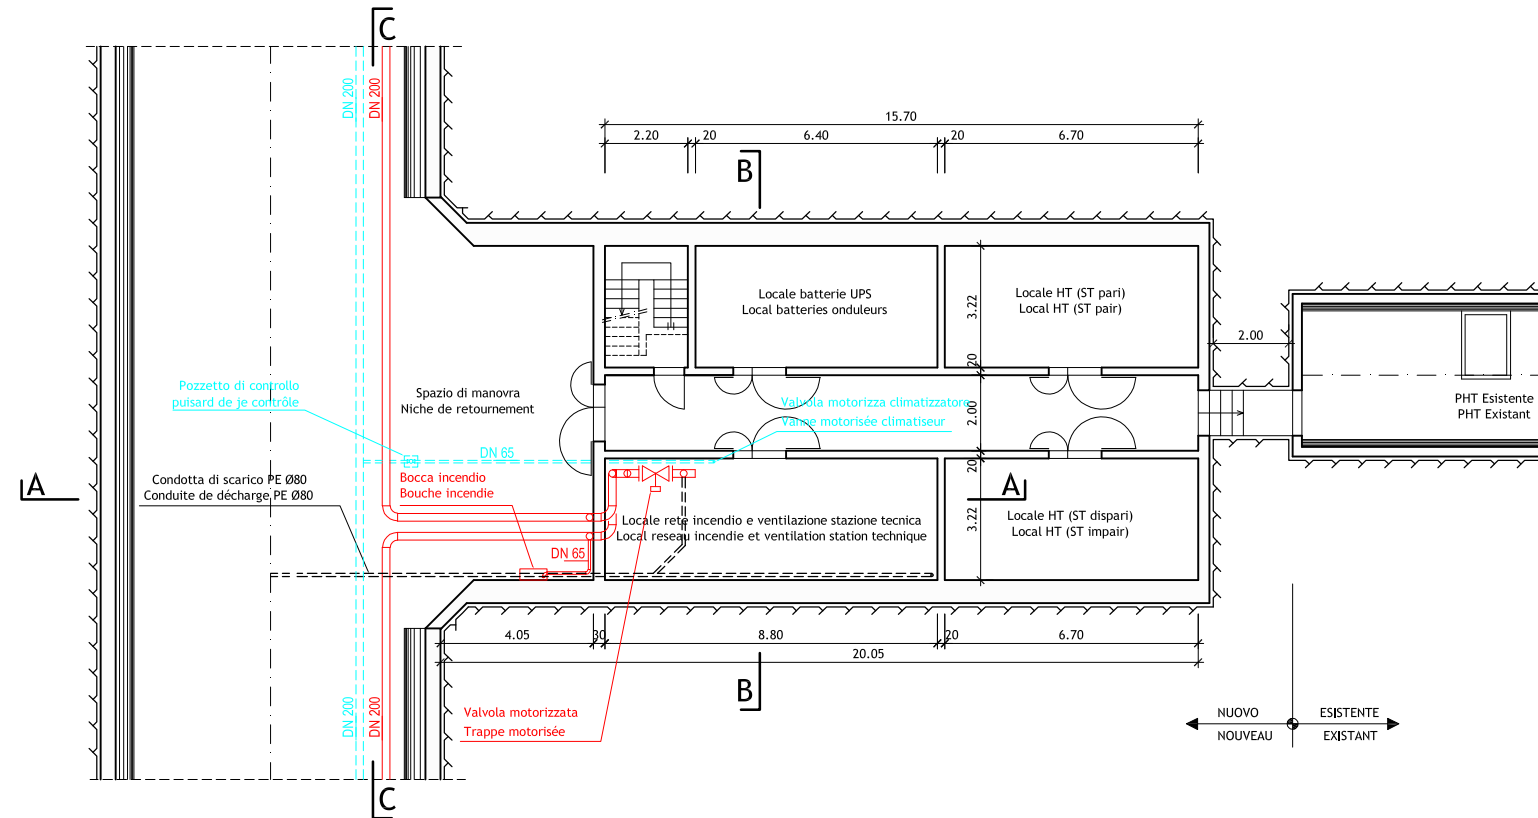 C
DN 200
DN 200
15.70
2.20
20
6.40
20
6.70
B
Locale batterie UPS
Local batteries onduleurs
Locale HT (ST pari)
Local HT (ST pair)
3.22
20
2.00
Pozzetto di controllo
puisard de je contrôle
Spazio di manovra
Niche de retournement
Valvola motorizza climatizzatore
Vanne motorisée climatiseur
2.00
PHT Esistente
PHT Existant
DN 65
20
A
Condotta di scarico PE Ø80
Conduite de décharge PE Ø80
Bocca incendio
Bouche incendie
A
Locale rete incendio e ventilazione stazione tecnica
Local reseau incendie et ventilation station technique
Locale HT (ST dispari)
Local HT (ST impair)
3.22
DN 65
4.05
30
8.80
20
6.70
20.05
B
DN 200
DN 200
Valvola motorizzata
Trappe motorisée
NUOVO
ESISTENTE
NOUVEAU
EXISTANT
C